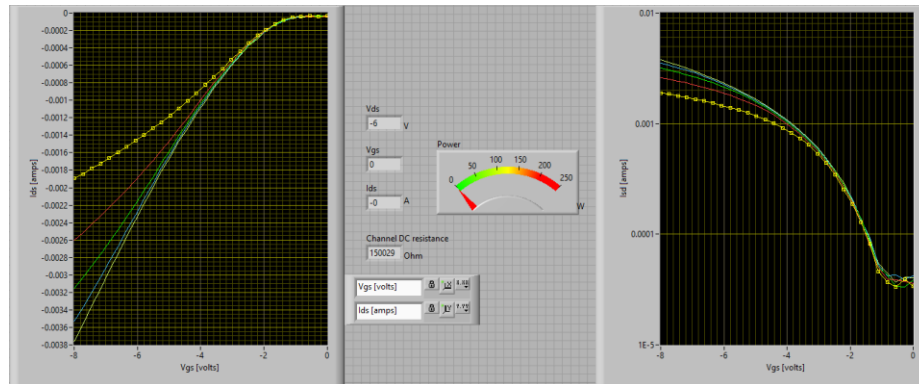 0-
-0.0002-
-0.0004-
-0.0006-
-0.0008-
-0.001-
-0.0012-
-0.0014-
-0.0016-
-0.0018-
-0.002-
-0.0022-
-0.0024-
-0.0026-
-0.0028-
-0.003-
-0.0032-
-0.0034-
-0.0036-
-0.0038-
Ids [amps]
-8 -6 -4 -2 0
Vgs [volts]
Vds
-6 V
Vgs
0
Ids
-0 A
Channel DC resistance
150029 Ohm
Power
0 50 100 150 200 250
W
Vgs [volts]
Ids [amps]
0.01-
0.001-
0.0001-
1E-5-
Isd [amps]
-8 -6 -4 -2 0
Vgs [volts]